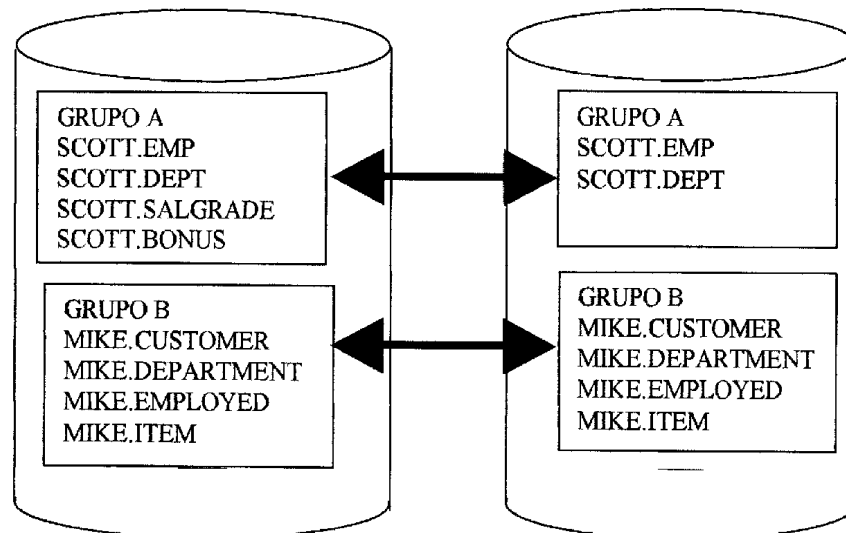 GRUPO A
SCOTT.EMP
SCOTT.DEPT
SCOTT.SALGRADE
SCOTT.BONUS
GRUPO B
MIKE.CUSTOMER
MIKE.DEPARTMENT
MIKE.EMPLOYED
MIKE.ITEM
GRUPO A
SCOTT.EMP
SCOTT.DEPT
GRUPO B
MIKE.CUSTOMER
MIKE.DEPARTMENT
MIKE.EMPLOYED
MIKE.ITEM